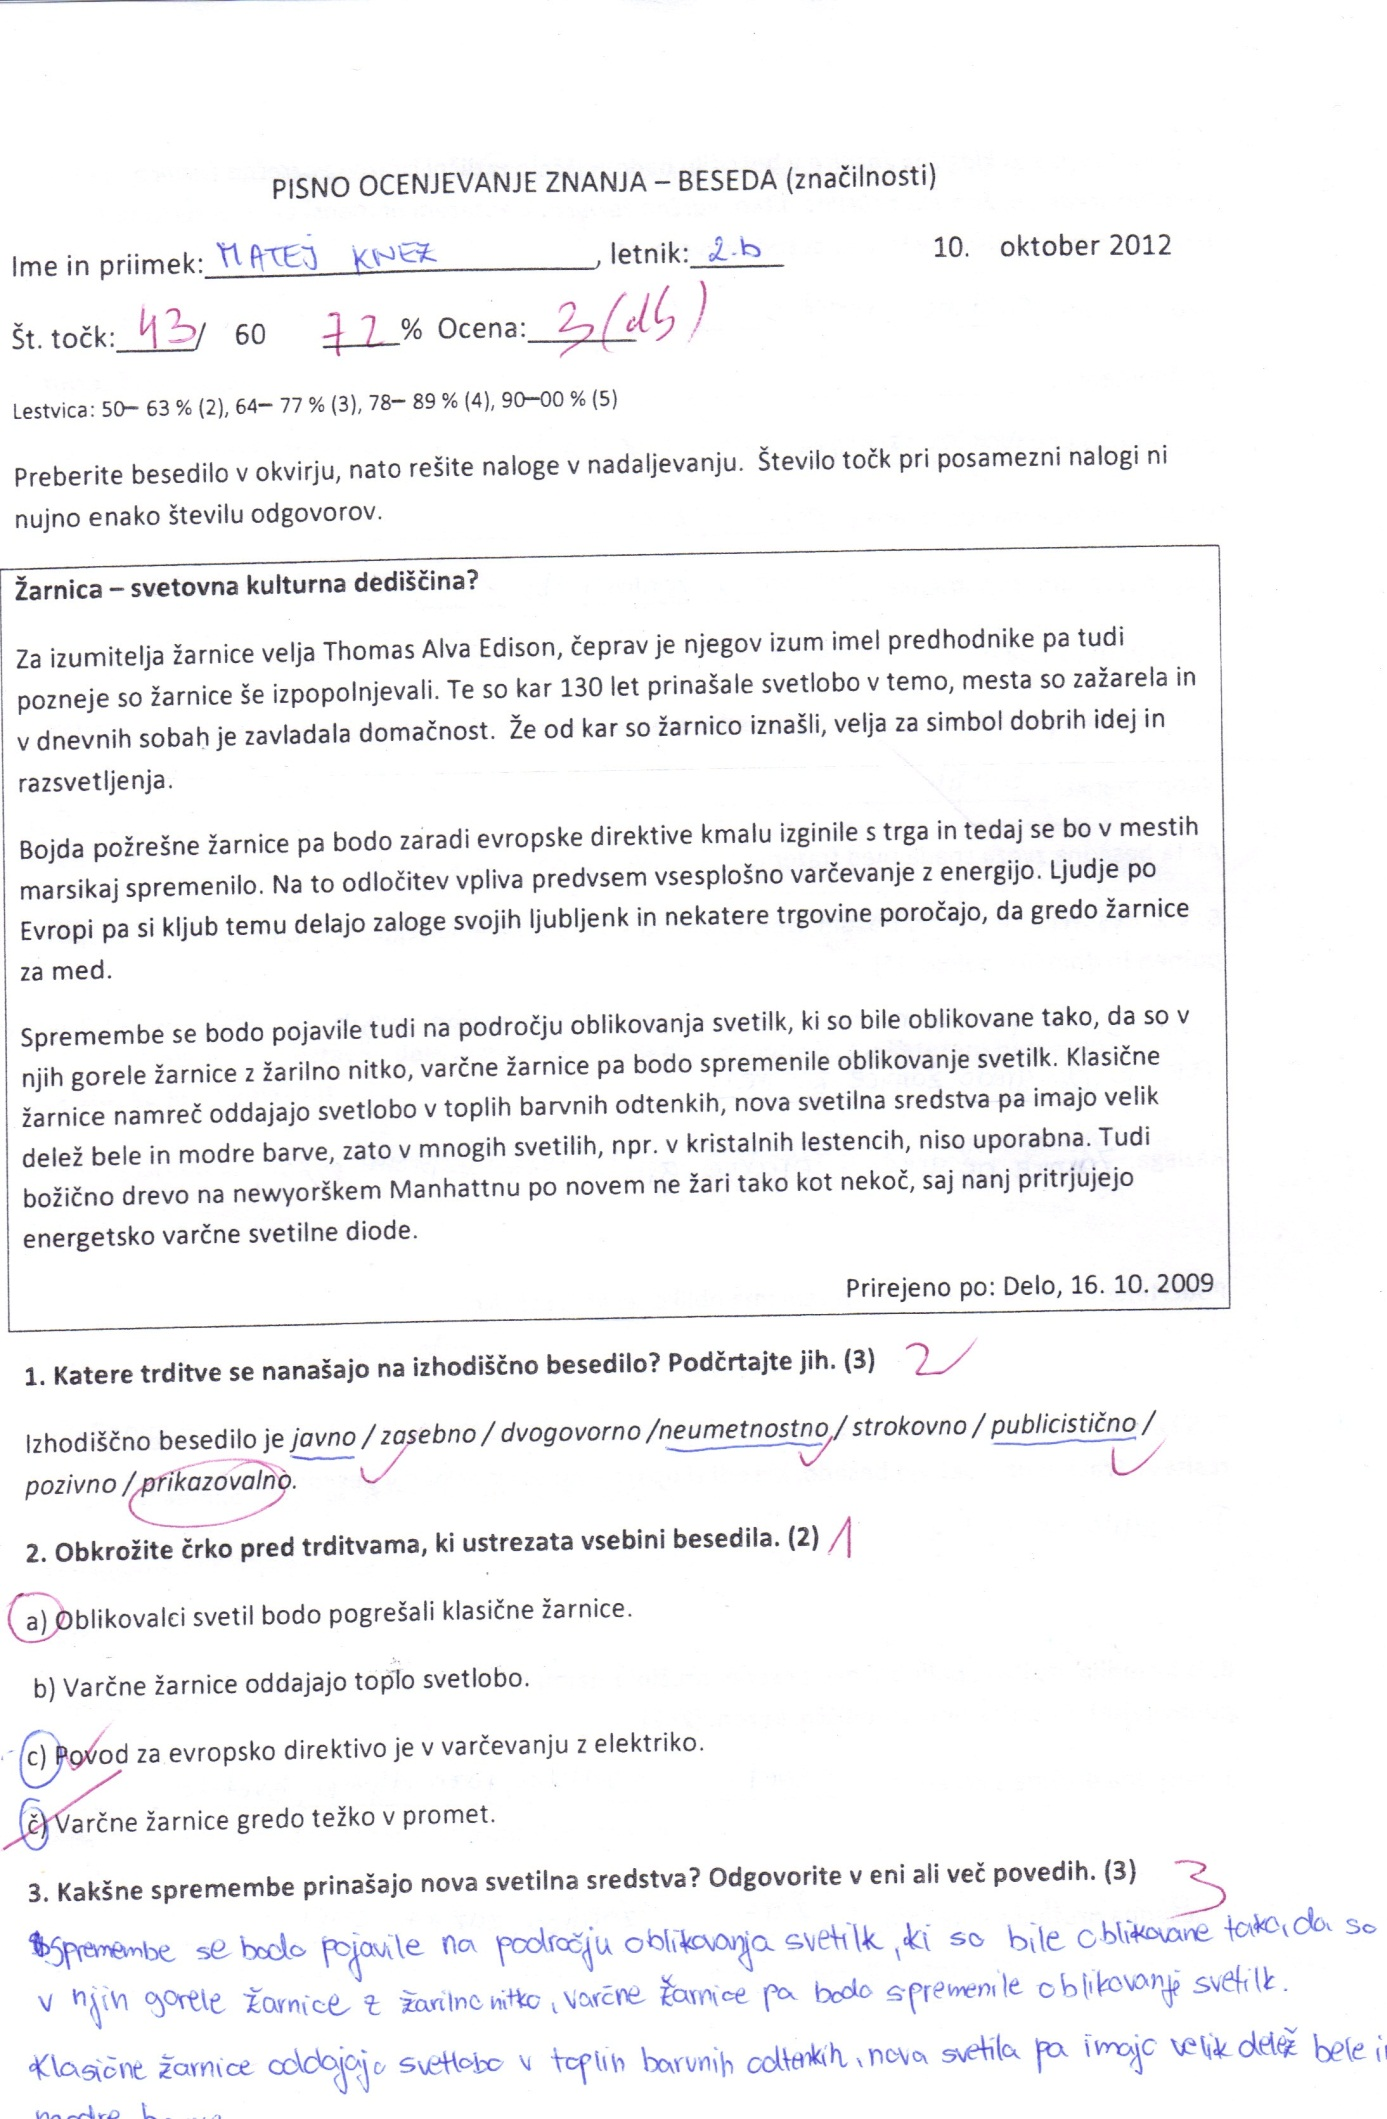 PISNO OCENJEVANJE ZNANJA – BESEDA (značilnosti)
Ime in priimek: MATEJ KNEZ, letnik: 2.b 10. oktober 2012
Št. točk: 43/ 60 72 % Ocena: 3 (db)
Lestvica: 50– 63 % (2), 64– 77 % (3), 78– 89 % (4), 90–00 % (5)
Preberite besedilo v okvirju, nato rešite naloge v nadaljevanju. Število točk pri posamezni nalogi ni
nujno enako številu odgovorov.
Žarnica – svetovna kulturna dediščina?
Za izumitelja žarnice velja Thomas Alva Edison, čeprav je njegov izum imel predhodnike pa tudi
pozneje so žarnice še izpopolnjevali. Te so kar 130 let prinašale svetlobo v temo, mesta so zažarela in
v dnevnih sobah je zavladala domačnost. Že od kar so žarnico iznašli, velja za simbol dobrih idej in
razsvetljenja.
Bojda požrešne žarnice pa bodo zaradi evropske direktive kmalu izginile s trga in tedaj se bo v mestih
marsikaj spremenilo. Na to odločitev vpliva predvsem vsesplošno varčevanje z energijo. Ljudje po
Evropi pa si kljub temu delajo zaloge svojih ljubljenk in nekatere trgovine poročajo, da gredo žarnice
za med.
Spremembe se bodo pojavile tudi na področju oblikovanja svetilk, ki so bile oblikovane tako, da so v
njih gorele žarnice z žarilno nitko, varčne žarnice pa bodo spremenile oblikovanje svetilk. Klasične
žarnice namreč oddajajo svetlobo v toplih barvnih odtenkih, nova svetilna sredstva pa imajo velik
delež bele in modre barve, zato v mnogih svetilih, npr. v kristalnih lestencih, niso uporabna. Tudi
božično drevo na newyorškem Manhattnu po novem ne žari tako kot nekoč, saj nanj pritrjujejo
energetsko varčne svetilne diode.
Prirejeno po: Delo, 16. 10. 2009
1. Katere trditve se nanašajo na izhodiščno besedilo? Podčrtajte jih. (3) 2
Izhodiščno besedilo je javno / zasebno / dvogovorno /neumetnostno / strokovno / publicistično /
pozivno / prikazovalno.
2. Obkrožite črko pred trditvama, ki ustrezata vsebini besedila. (2) 1
a) Oblikovalci svetil bodo pogrešali klasične žarnice.
b) Varčne žarnice oddajajo toplo svetlobo.
c) Povod za evropsko direktivo je v varčevanju z elektriko.
č) Varčne žarnice gredo težko v promet.
3. Kakšne spremembe prinašajo nova svetilna sredstva? Odgovorite v eni ali več povedih. (3) 3
Spremembe se bodo pojavile na področju oblikovanja svetilk, ki so bile oblikovane tako, da so
v njih gorele žarnice z žarilno nitko, varčne žarnice pa bodo spremenile oblikovanje svetilk.
Klasične žarnice oddajajo svetlobo v toplih barvnih odtenkih, nova svetila pa imajo velik delež bele